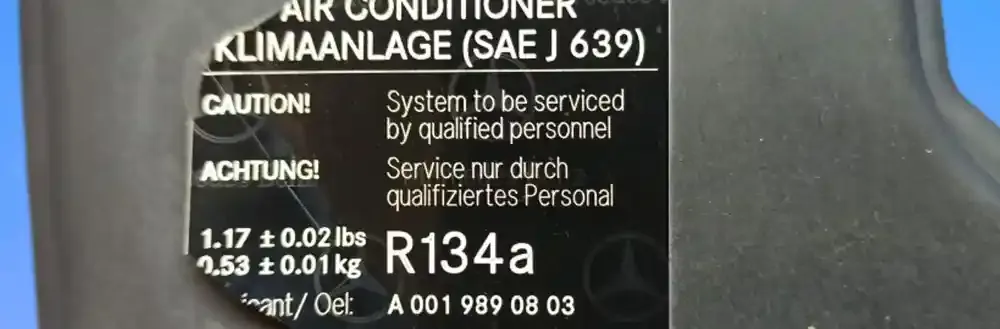 AIR CONDITIONER
KLIMAANLAGE (SAE J 639)
CAUTION! System to be serviced
by qualified personnel
ACHTUNG! Service nur durch
qualifiziertes Personal
1.17 ± 0.02 lbs
0.53 ± 0.01 kg R134a
/ Oel: A 001 989 08 03